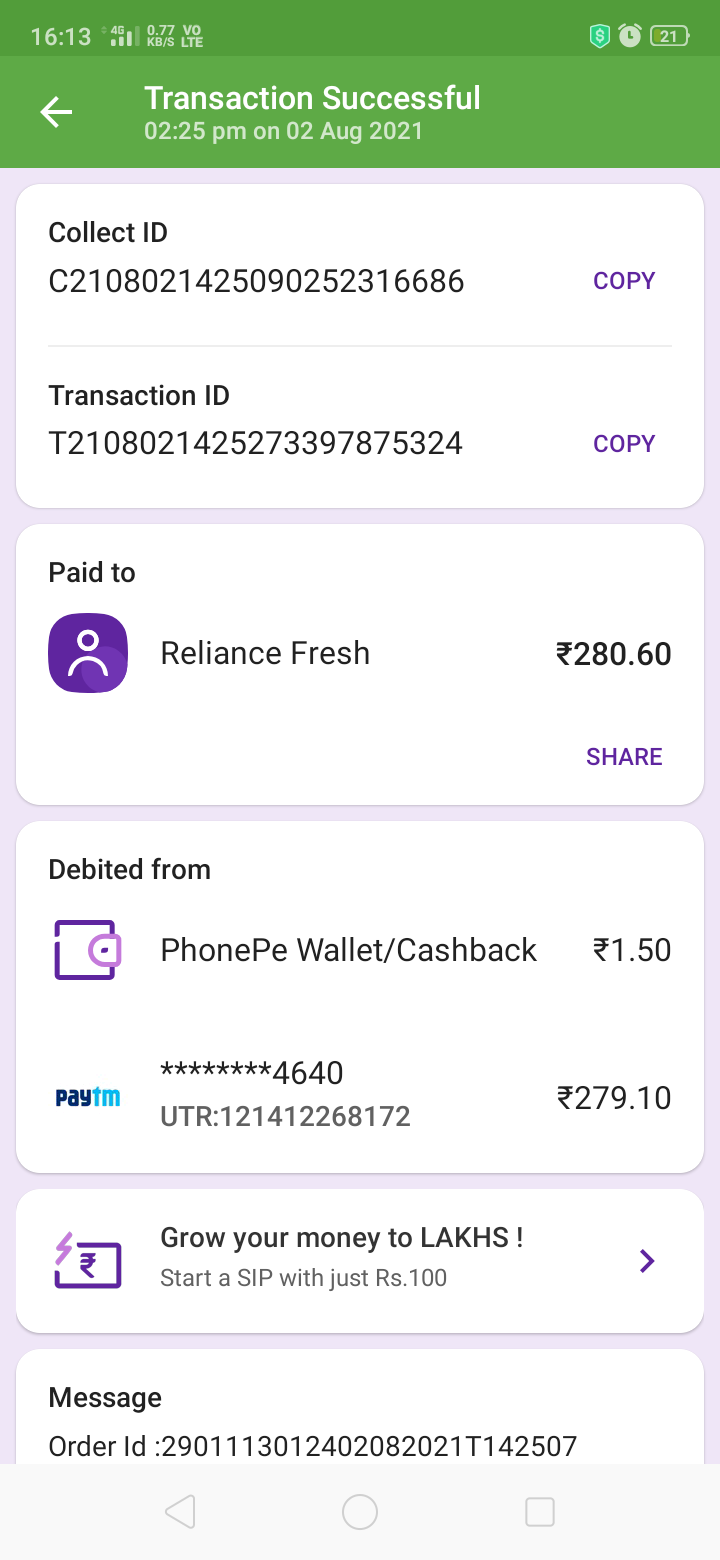 16:13 4G 0.77 KB/S VO LTE 21
Transaction Successful
02:25 pm on 02 Aug 2021
Collect ID
C2108021425090252316686 COPY
Transaction ID
T2108021425273397875324 COPY
Paid to
Reliance Fresh ₹280.60
SHARE
Debited from
PhonePe Wallet/Cashback ₹1.50
********4640
paytm ₹279.10
UTR:121412268172
Grow your money to LAKHS !
Start a SIP with just Rs.100
Message
Order Id :2901113012402082021T142507